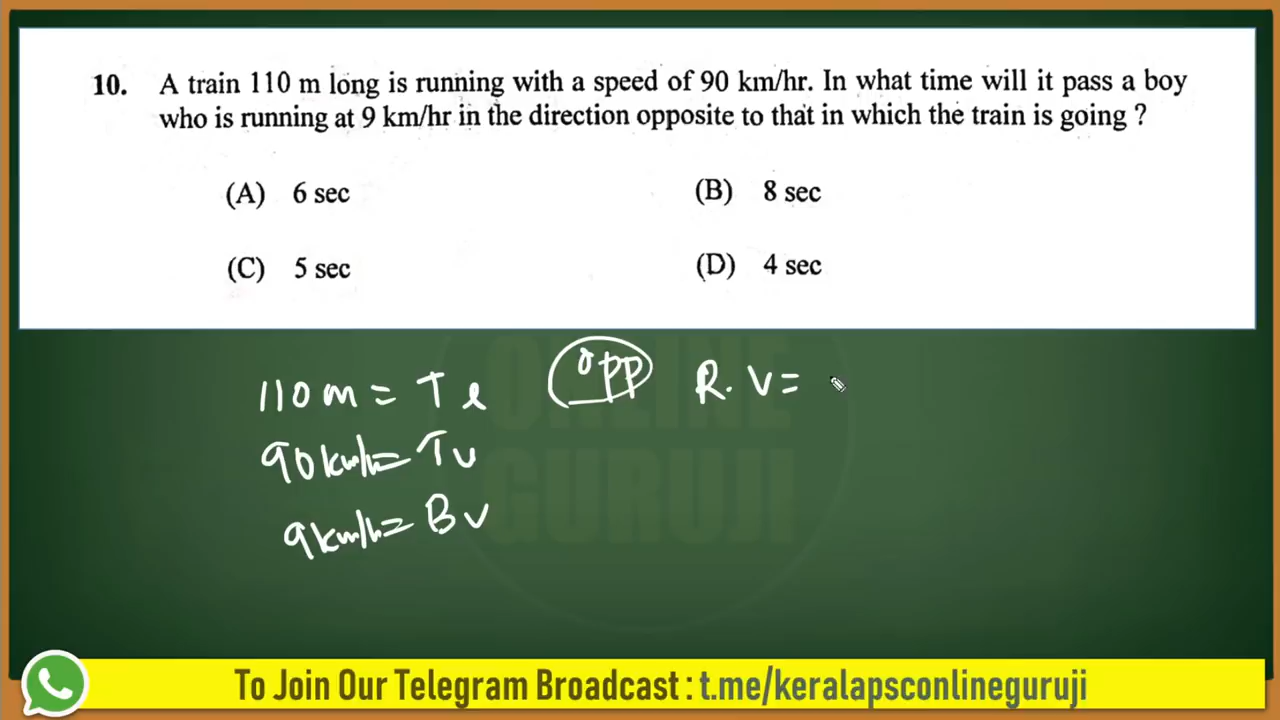 10. A train 110 m long is running with a speed of 90 km/hr. In what time will it pass a boy
who is running at 9 km/hr in the direction opposite to that in which the train is going ?
(A) 6 sec (B) 8 sec
(C) 5 sec (D) 4 sec
110 m = T l opp R. V =
90 km/h = T v
9 km/h = B v
ONLINE
GURUJI
To Join Our Telegram Broadcast : t.me/keralapsconlineguruji